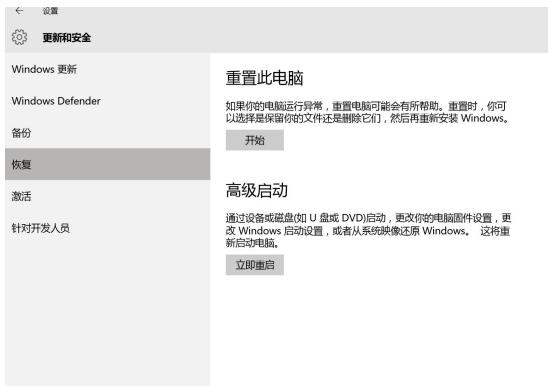 设置
更新和安全
Windows 更新
Windows Defender
备份
恢复
激活
针对开发人员
重置此电脑
如果你的电脑运行异常，重置电脑可能会有所帮助。重置时，你可
以选择是保留你的文件还是删除它们，然后再重新安装 Windows。
开始
高级启动
通过设备或磁盘(如 U 盘或 DVD)启动，更改你的电脑固件设置，更
改 Windows 启动设置，或者从系统映像还原 Windows。 这将重
新启动电脑。
立即重启